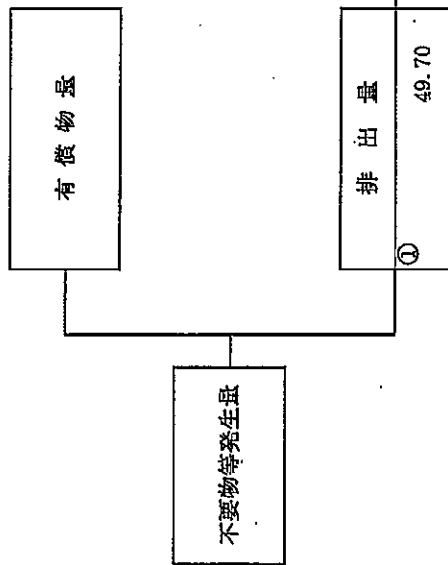 有償物量
不要物等発生量
排出量
①
49.70